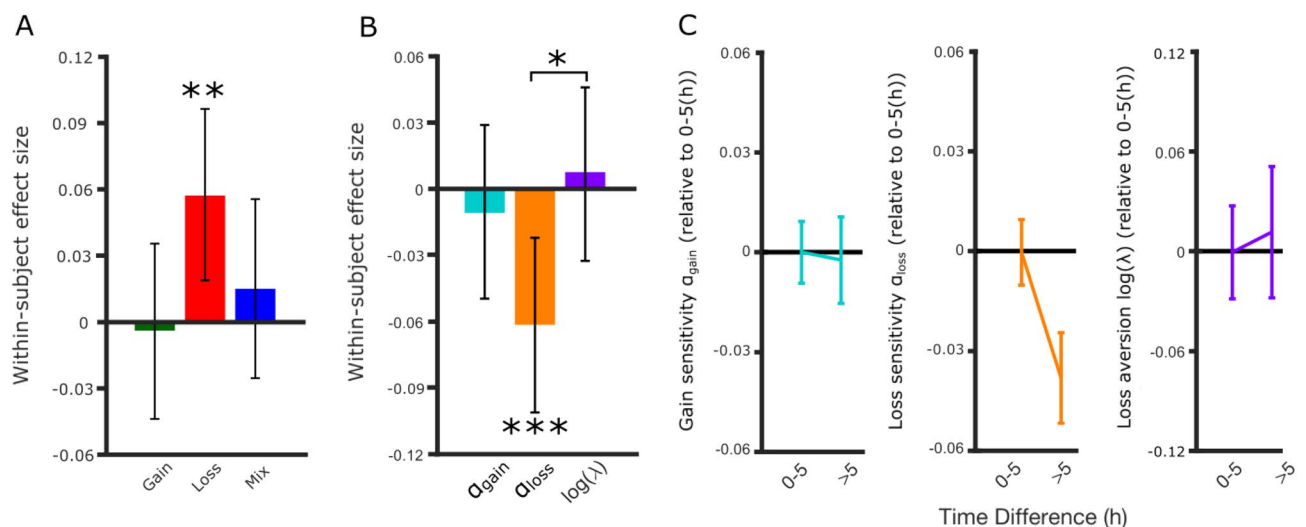 A
Within-subject effect size
0.12
0.09
0.06
0.03
0
-0.03
-0.06
**
Gain
Loss
Mix
B
Within-subject effect size
0.06
0.03
0
-0.03
-0.06
-0.09
-0.12
*
***
αgain
αloss
log(λ)
C
Gain sensitivity αgain (relative to 0-5(h))
0.06
0.03
0
-0.03
-0.06
0-5
>5
Loss sensitivity αloss (relative to 0-5(h))
0.06
0.03
0
-0.03
-0.06
0-5
>5
Loss aversion log(λ) (relative to 0-5(h))
0.12
0.06
0
-0.06
-0.12
0-5
>5
Time Difference (h)